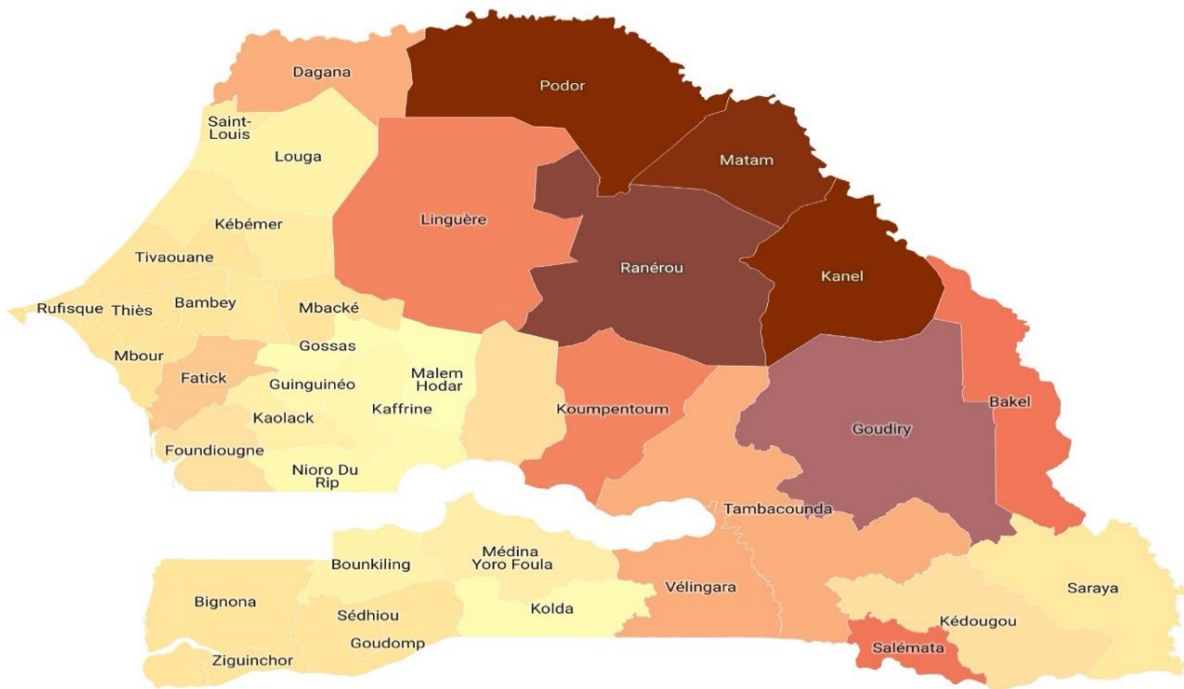 Dagana
Podor
Saint-
Louis
Louga
Matam
Linguère
Kébémer
Ranérou
Kanel
Tivaouane
Rufisque
Thiès
Bambey
Mbacké
Mbour
Gossas
Fatick
Guinguinéo
Malem
Hodar
Kaolack
Kaffrine
Koumpentoum
Bakel
Goudiry
Foundiougne
Nioro Du
Rip
Tambacounda
Bounkiling
Médina
Yoro Foula
Vélingara
Saraya
Bignona
Sédhiou
Kolda
Kédougou
Goudomp
Salémata
Ziguinchor